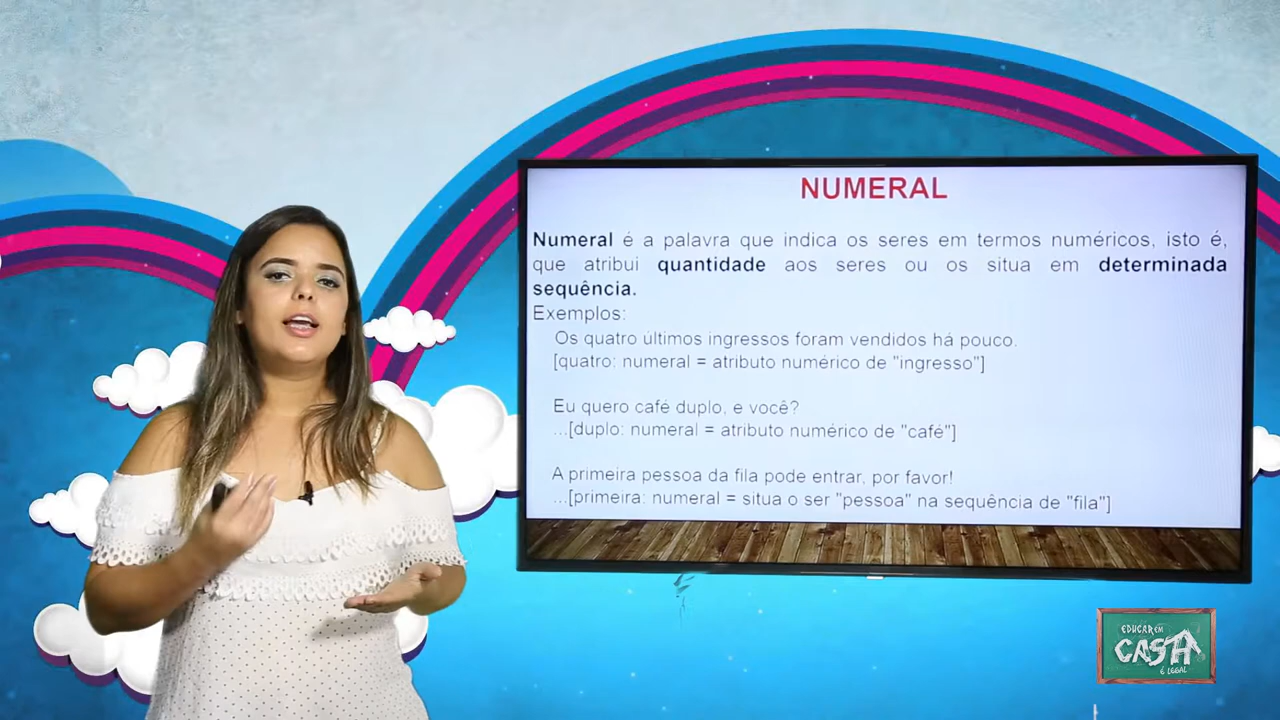 NUMERAL
Numeral é a palavra que indica os seres em termos numéricos, isto é,
que atribui quantidade aos seres ou os situa em determinada
sequência.
Exemplos:
Os quatro últimos ingressos foram vendidos há pouco.
[quatro: numeral = atributo numérico de "ingresso"]
Eu quero café duplo, e você?
...[duplo: numeral = atributo numérico de "café"]
A primeira pessoa da fila pode entrar, por favor!
...[primeira: numeral = situa o ser "pessoa" na sequência de "fila"]
EDUCAR EM
CASA
É LEGAL